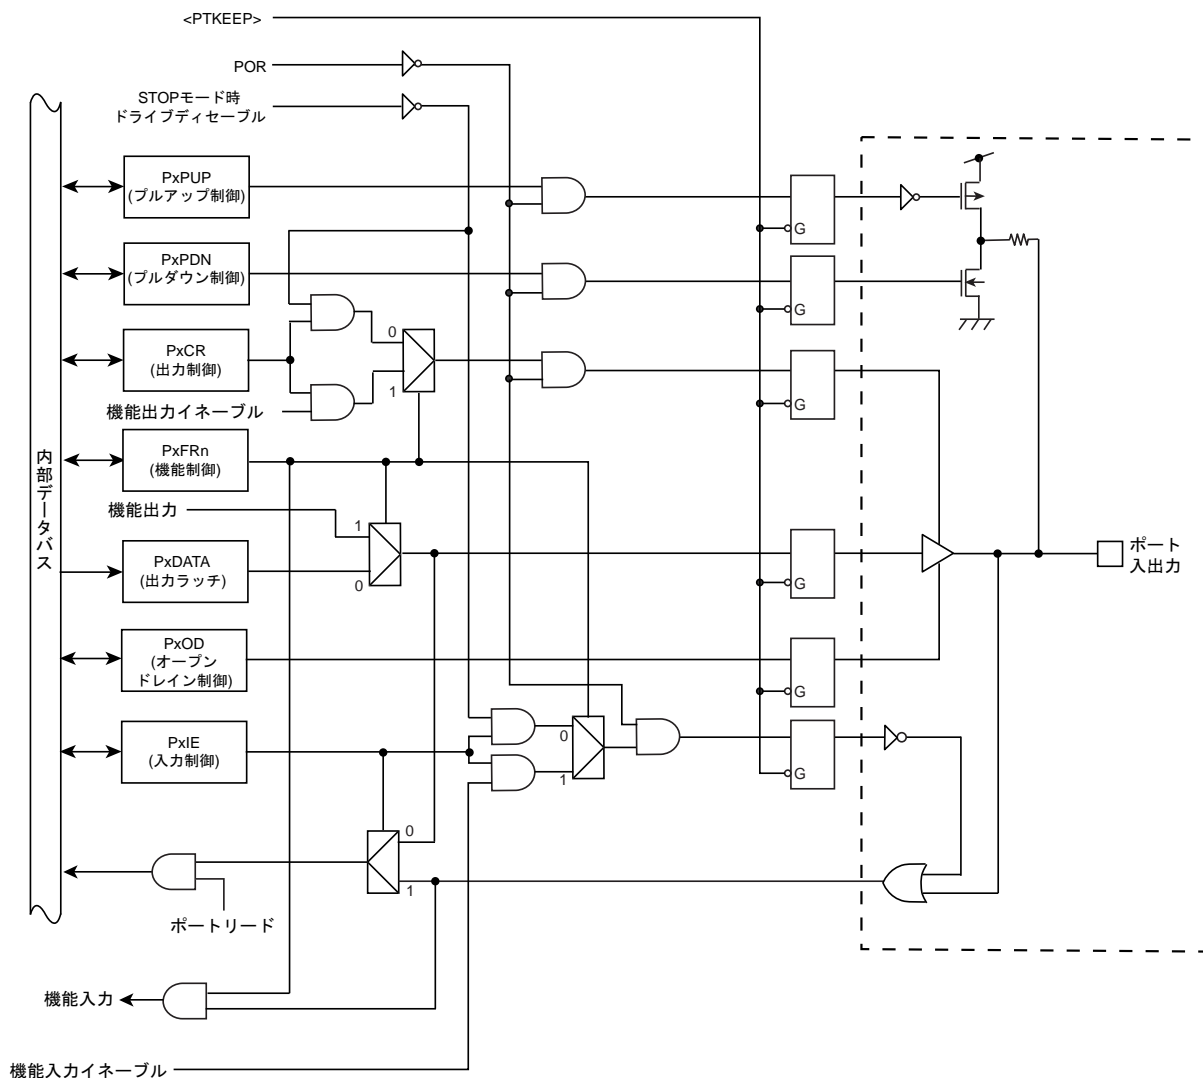 <PTKEEP>
POR
STOPモード時
ドライブディセーブル
PxPUP
(プルアップ制御)
G
PxPDN
(プルダウン制御)
G
PxCR
(出力制御)
0
1
G
機能出力イネーブル
PxFRn
(機能制御)
内部データバス
機能出力
1
0
PxDATA
(出力ラッチ)
G
ポート
入出力
PxOD
(オープン
ドレイン制御)
G
PxIE
(入力制御)
0
1
G
0
1
ポートリード
機能入力
機能入力イネーブル